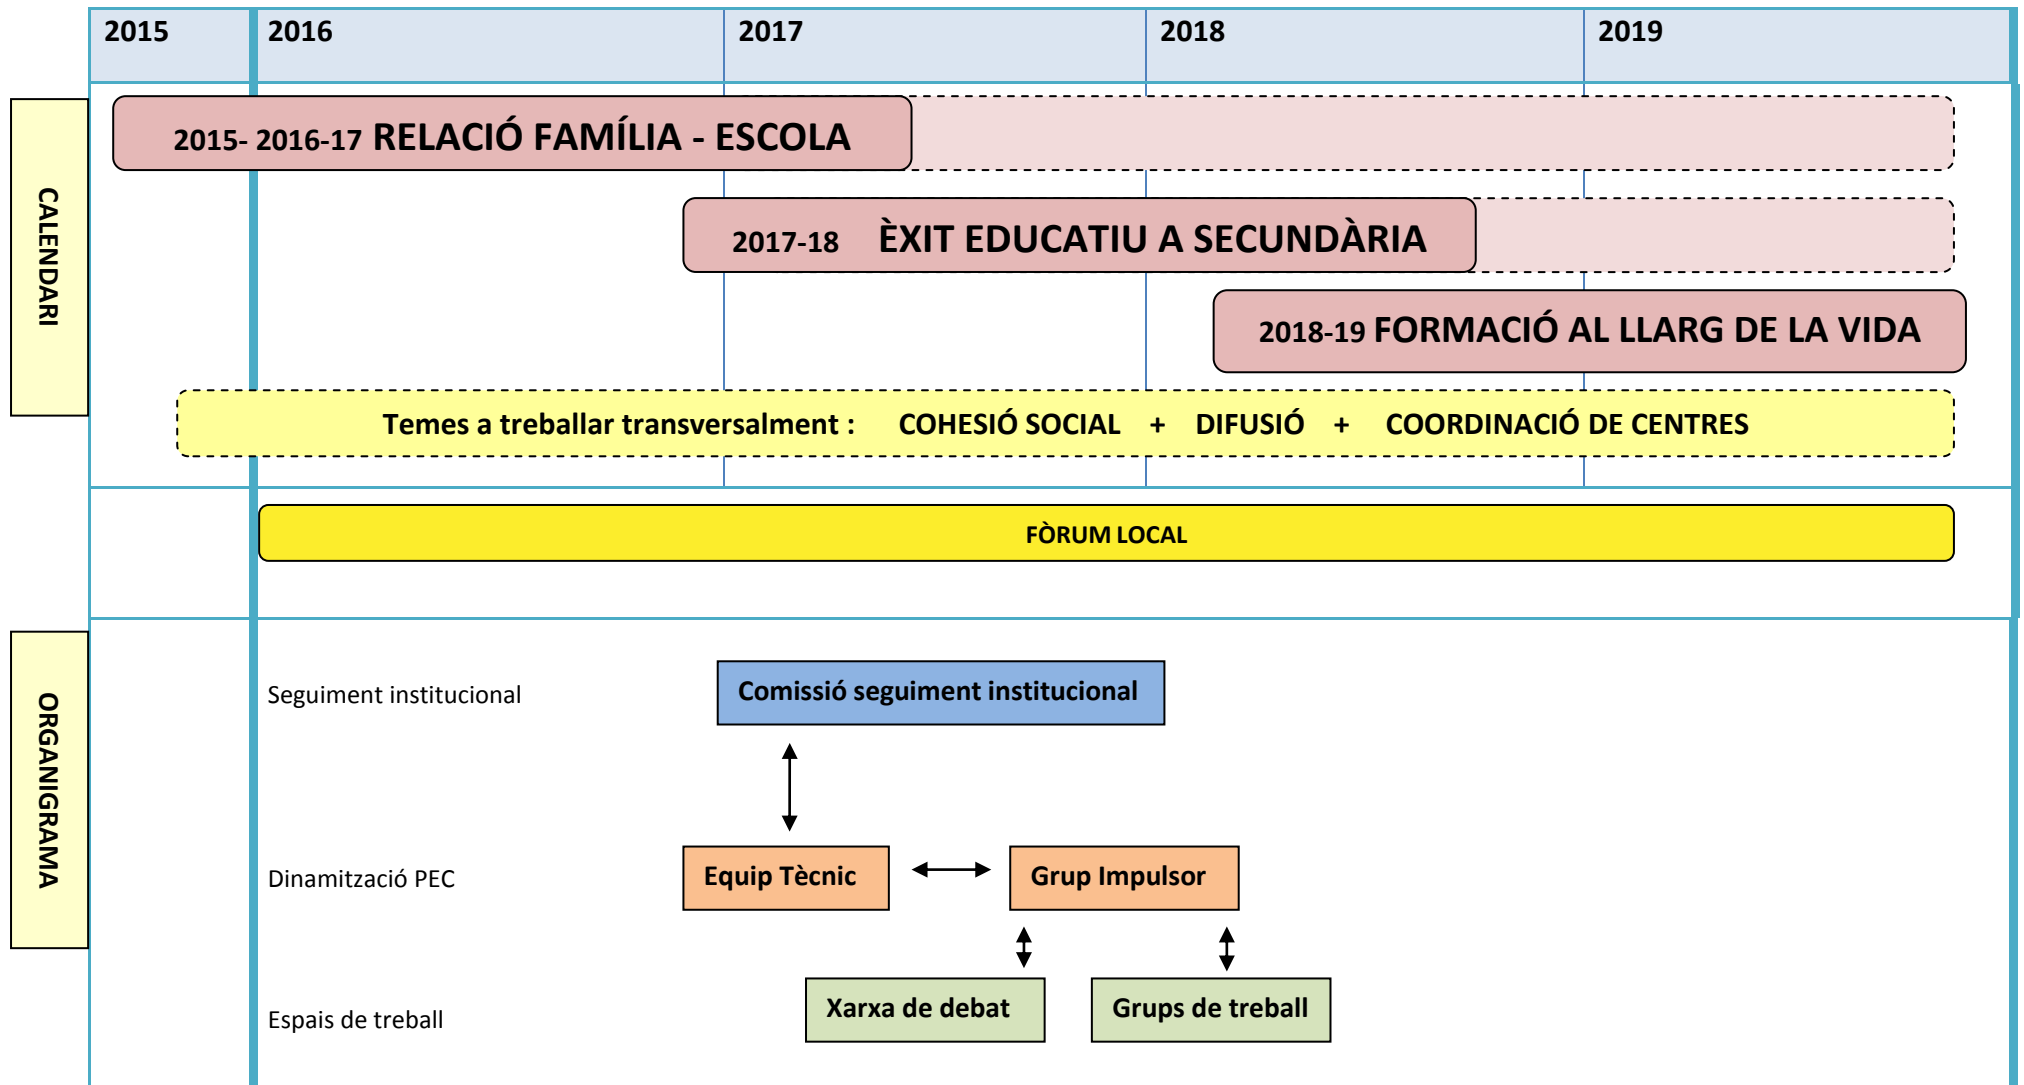 2015 2016 2017 2018 2019
CALENDARI
2015- 2016-17 RELACIÓ FAMÍLIA - ESCOLA
2017-18 ÈXIT EDUCATIU A SECUNDÀRIA
2018-19 FORMACIÓ AL LLARG DE LA VIDA
Temes a treballar transversalment : COHESIÓ SOCIAL + DIFUSIÓ + COORDINACIÓ DE CENTRES
FÒRUM LOCAL
ORGANIGRAMA
Seguiment institucional Comissió seguiment institucional
Dinamització PEC Equip Tècnic Grup Impulsor
Espais de treball Xarxa de debat Grups de treball